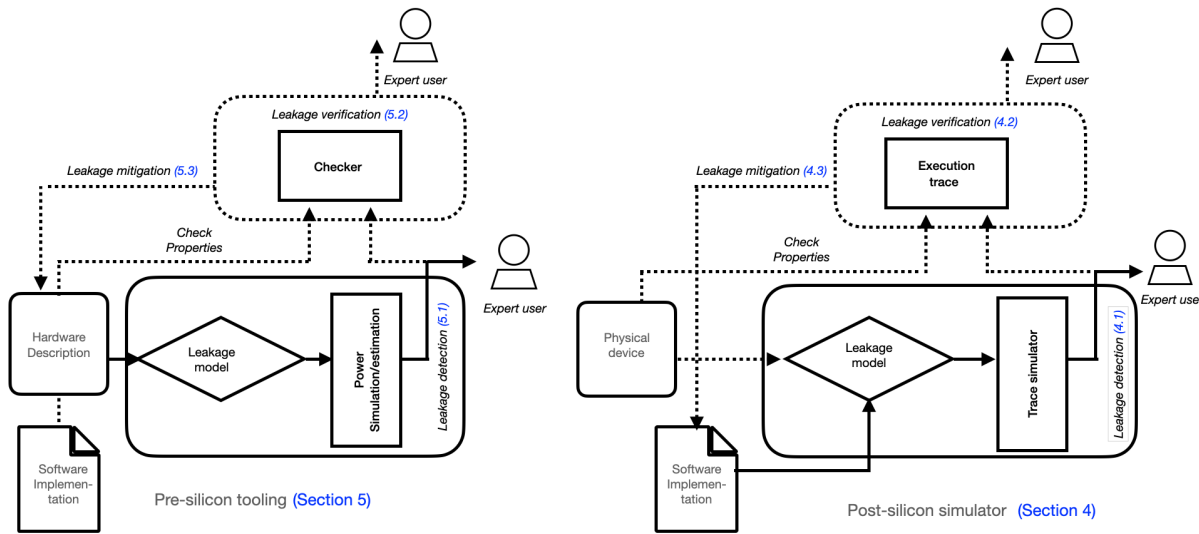 Expert user
Leakage verification (5.2)
Checker
Leakage mitigation (5.3)
Check
Properties
Expert user
Hardware
Description
Leakage
model
Power
Simulation/estimation
Leakage detection (5.1)
Software
Implemen-
tation
Pre-silicon tooling (Section 5)
Expert user
Leakage verification (4.2)
Execution
trace
Leakage mitigation (4.3)
Check
Properties
Expert use
Physical
device
Leakage
model
Trace simulator
Leakage detection (4.1)
Software
Implemen-
tation
Post-silicon simulator (Section 4)